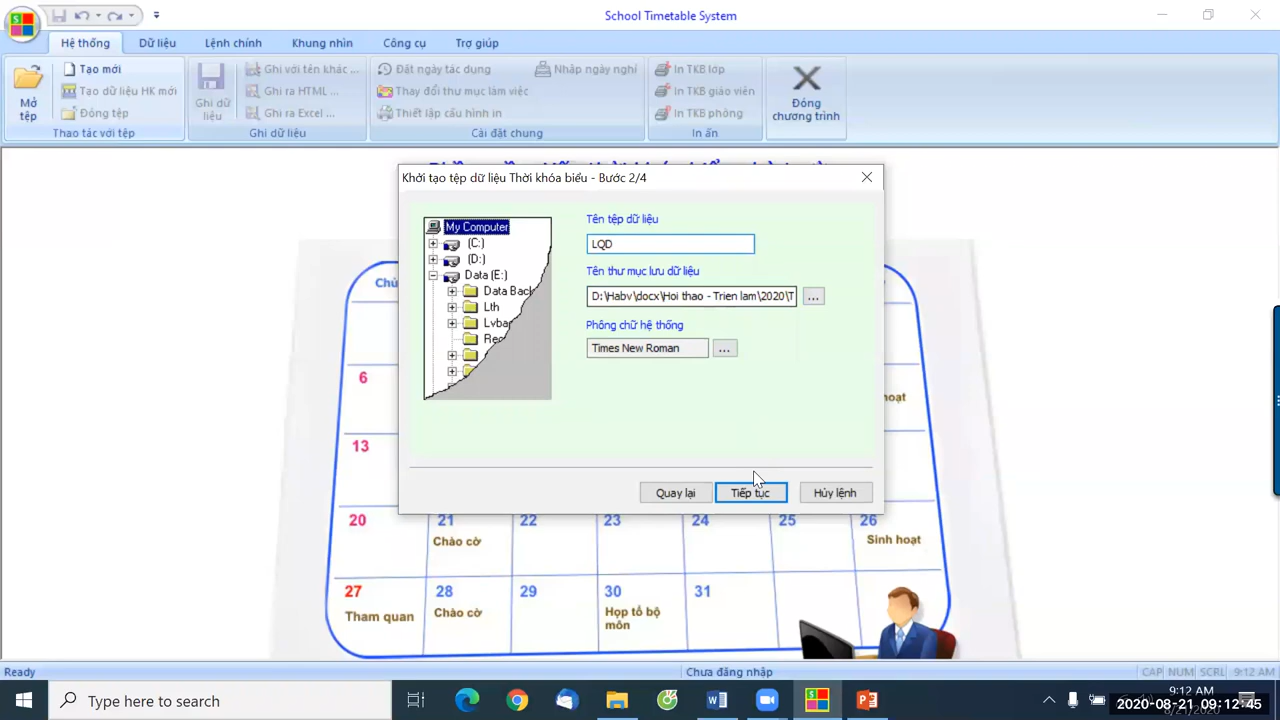 School Timetable System
Hệ thống Dữ liệu Lệnh chính Khung nhìn Công cụ Trợ giúp
Mở tệp
Tạo mới
Tạo dữ liệu HK mới
Đóng tệp
Thao tác với tệp
Ghi dữ liệu
Ghi với tên khác ...
Ghi ra HTML ...
Ghi ra Excel ...
Ghi dữ liệu
Đặt ngày tác dụng
Nhập ngày nghỉ
Thay đổi thư mục làm việc
Thiết lập cấu hình in
Cài đặt chung
In TKB lớp
In TKB giáo viên
In TKB phòng
In ấn
Đóng chương trình
Khởi tạo tệp dữ liệu Thời khóa biểu - Bước 2/4
My Computer
(C:)
(D:)
Data (E:)
Data Back
Lth
Lvba
Rec
Tên tệp dữ liệu
LQD
Tên thư mục lưu dữ liệu
D:\Habv\docx\Hoi thao - Trien lam\2020\T
...
Phông chữ hệ thống
Times New Roman
...
Quay lại Tiếp tục Hủy lệnh
6
13
20 21 22 23 24 25 26
Chào cờ
Sinh hoạt
27 28 29 30 31
Tham quan
Chào cờ
Họp tổ bộ môn
Ready
Chưa đăng nhập
CAP NUM SCRL 9:12 AM
Type here to search
9:12 AM
2020-08-21 09:12:45